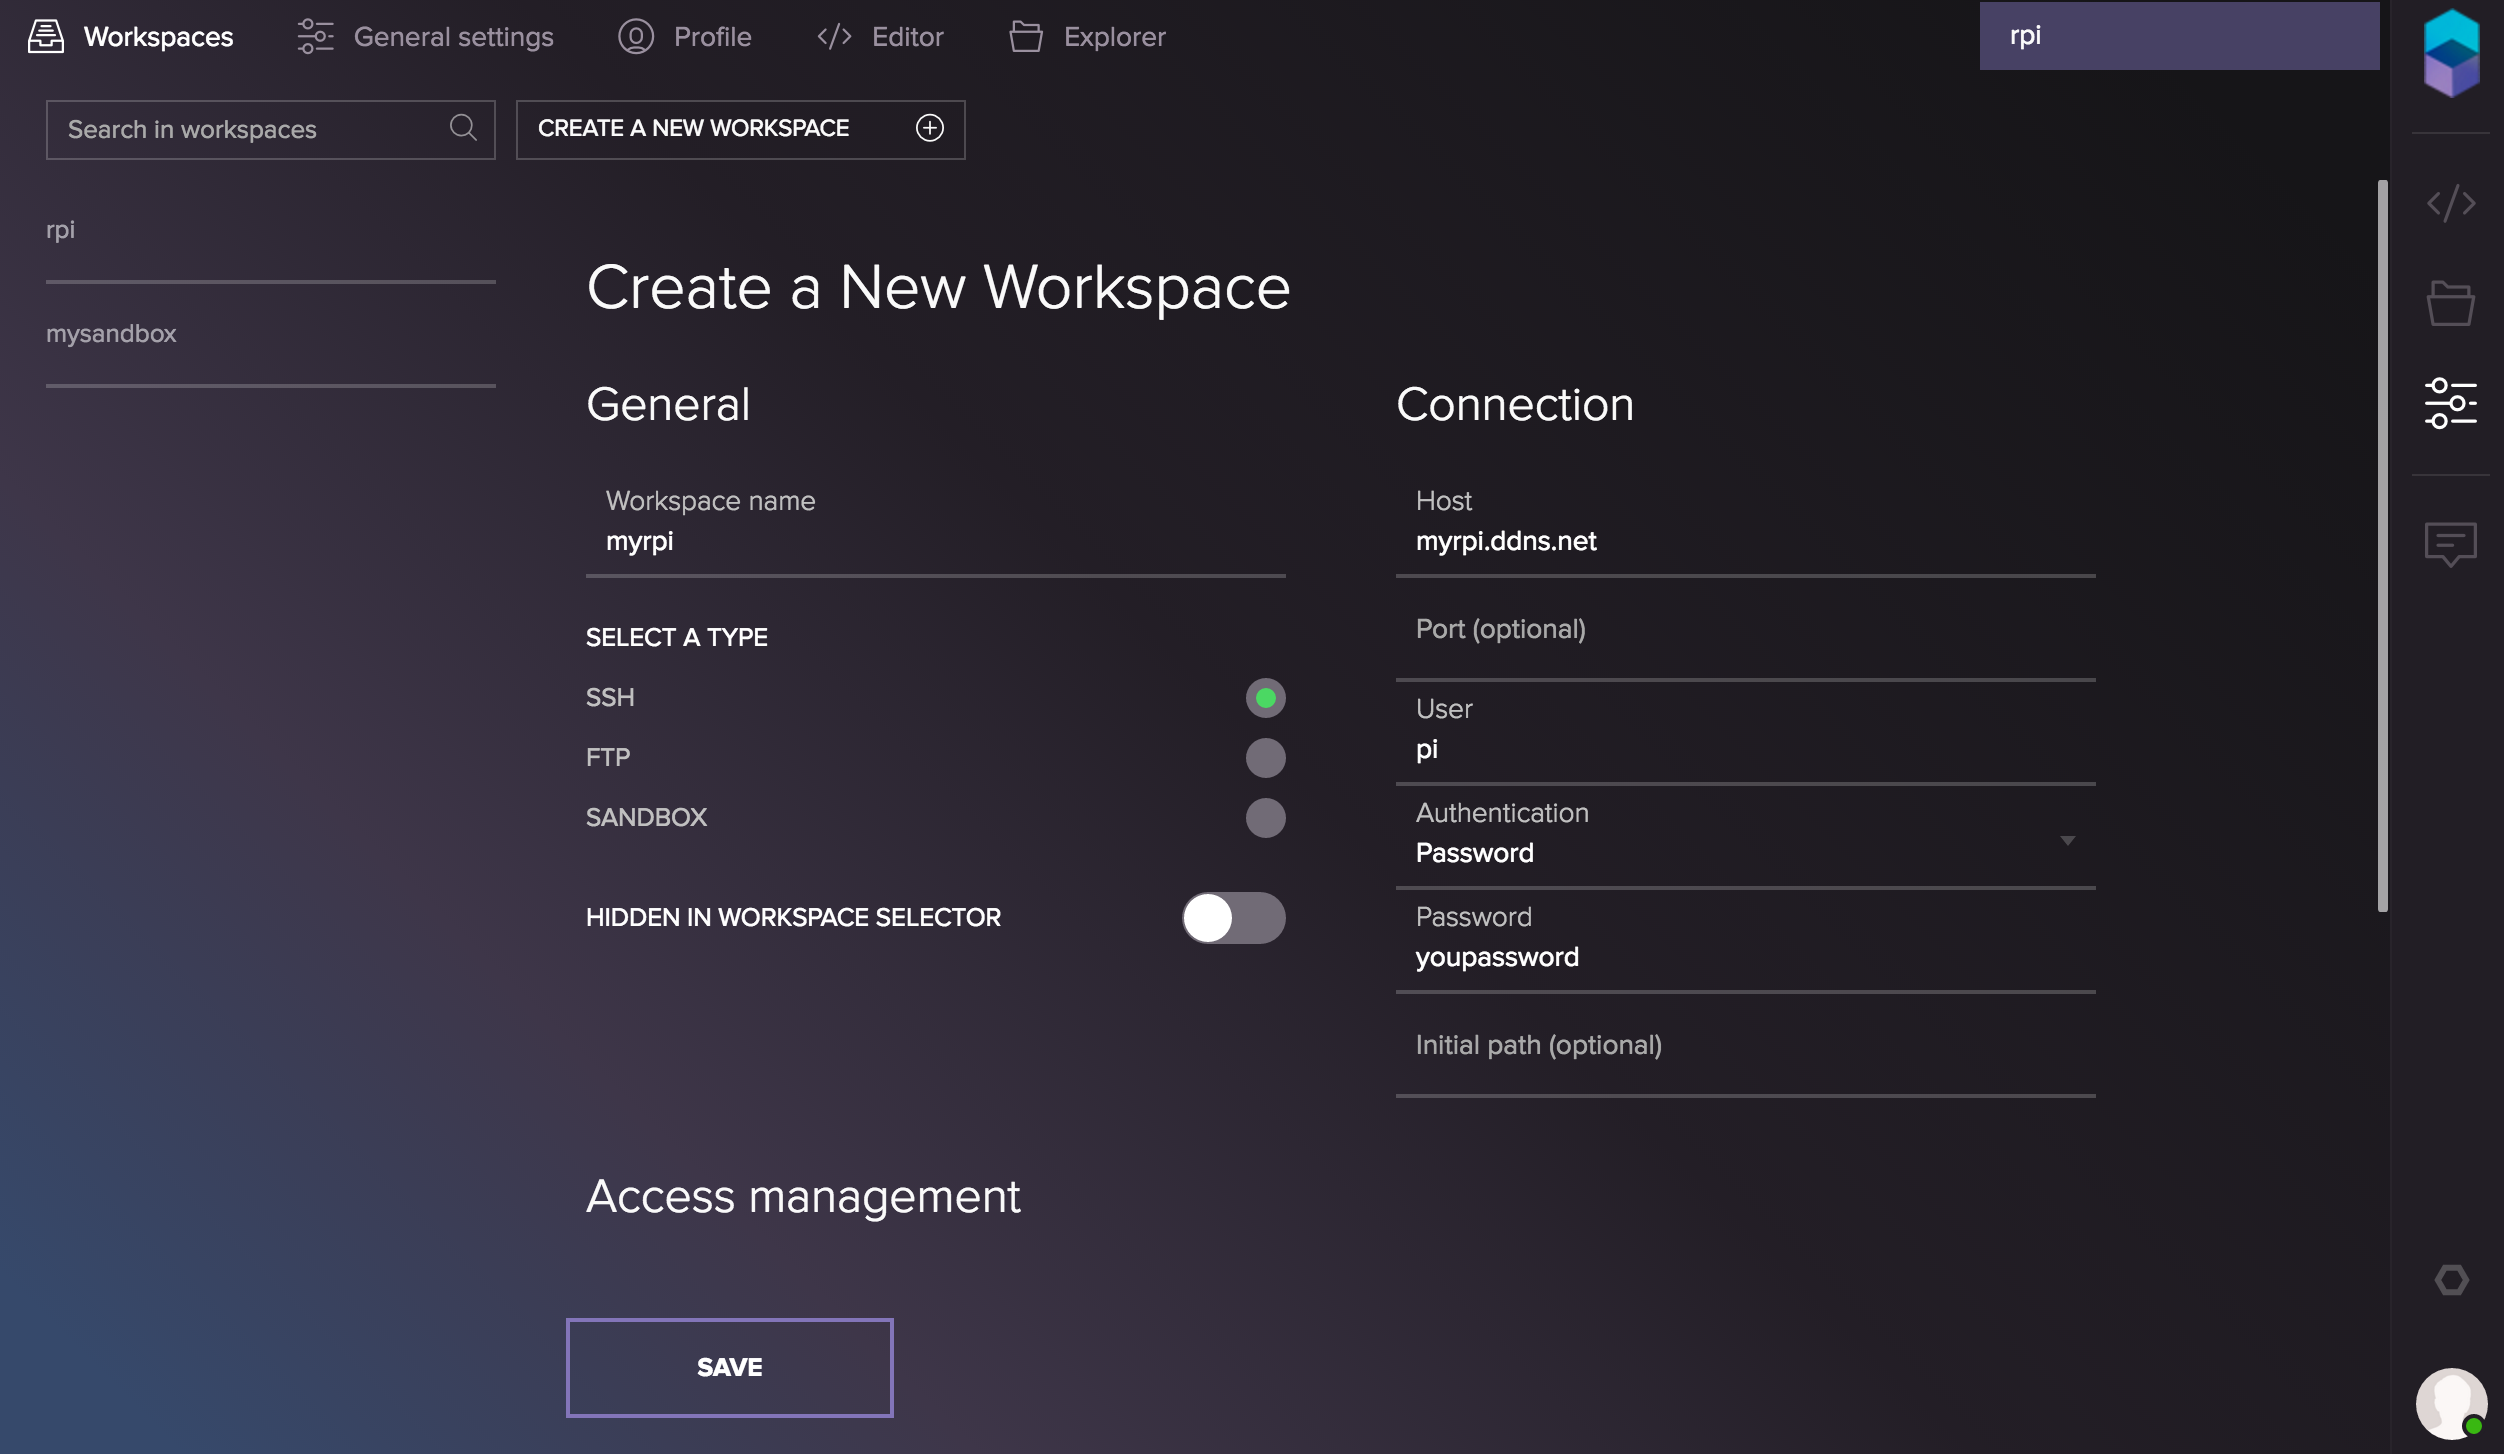 Workspaces
General settings
Profile
Editor
Explorer
rpi
Search in workspaces
CREATE A NEW WORKSPACE
rpi
mysandbox
Create a New Workspace
General
Workspace name
myrpi
SELECT A TYPE
SSH
FTP
SANDBOX
HIDDEN IN WORKSPACE SELECTOR
Connection
Host
myrpi.ddns.net
Port (optional)
User
pi
Authentication
Password
Password
youpassword
Initial path (optional)
Access management
SAVE